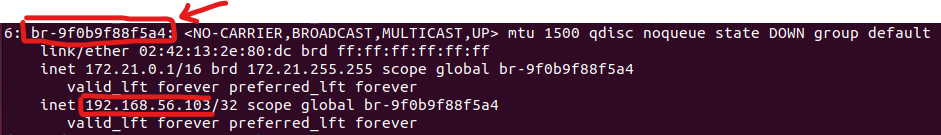 6: br-9f0b9f88f5a4: <NO-CARRIER,BROADCAST,MULTICAST,UP> mtu 1500 qdisc noqueue state DOWN group default
link/ether 02:42:13:2e:80:dc brd ff:ff:ff:ff:ff:ff
inet 172.21.0.1/16 brd 172.21.255.255 scope global br-9f0b9f88f5a4
valid_lft forever preferred_lft forever
inet 192.168.56.103/32 scope global br-9f0b9f88f5a4
valid_lft forever preferred_lft forever